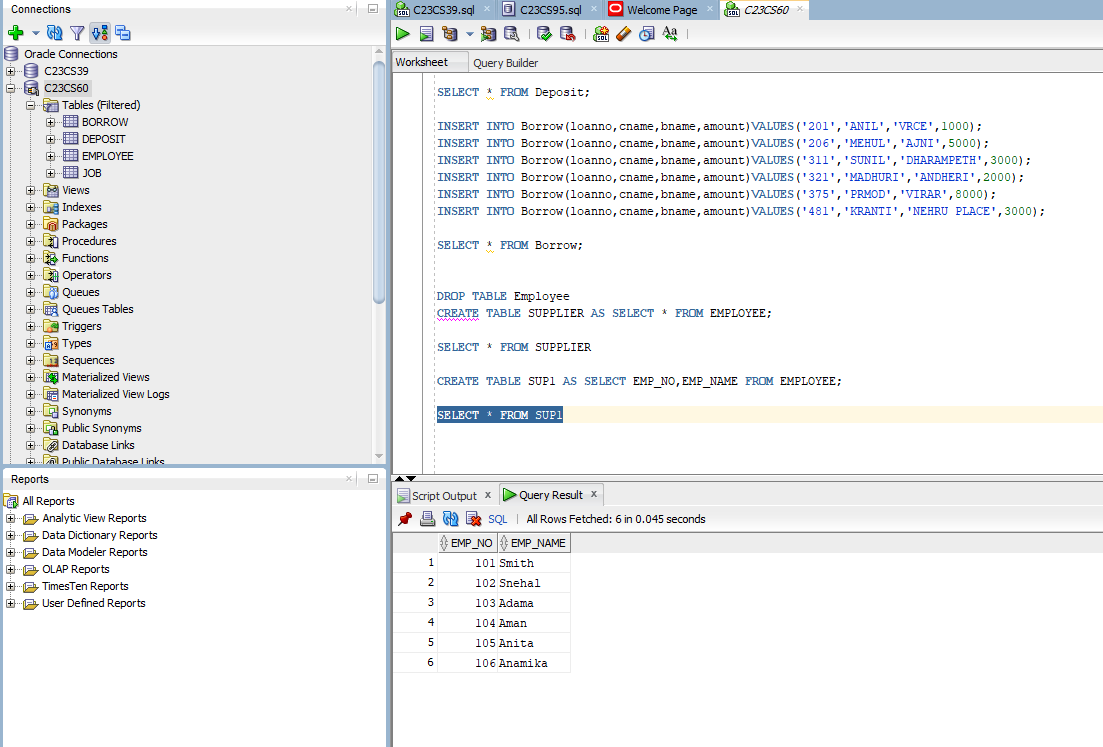 Connections
Oracle Connections
C23CS39
C23CS60
Tables (Filtered)
BORROW
DEPOSIT
EMPLOYEE
JOB
Views
Indexes
Packages
Procedures
Functions
Operators
Queues
Queues Tables
Triggers
Types
Sequences
Materialized Views
Materialized View Logs
Synonyms
Public Synonyms
Database Links
Public Database Links
Reports
All Reports
Analytic View Reports
Data Dictionary Reports
Data Modeler Reports
OLAP Reports
TimesTen Reports
User Defined Reports
C23CS39.sql C23CS95.sql Welcome Page C23CS60
Worksheet Query Builder
SELECT * FROM Deposit;
INSERT INTO Borrow(loanno,cname,bname,amount)VALUES('201','ANIL','VRCE',1000);
INSERT INTO Borrow(loanno,cname,bname,amount)VALUES('206','MEHUL','AJNI',5000);
INSERT INTO Borrow(loanno,cname,bname,amount)VALUES('311','SUNIL','DHARAMPETH',3000);
INSERT INTO Borrow(loanno,cname,bname,amount)VALUES('321','MADHURI','ANDHERI',2000);
INSERT INTO Borrow(loanno,cname,bname,amount)VALUES('375','PRMOD','VIRAR',8000);
INSERT INTO Borrow(loanno,cname,bname,amount)VALUES('481','KRANTI','NEHRU PLACE',3000);
SELECT * FROM Borrow;
DROP TABLE Employee
CREATE TABLE SUPPLIER AS SELECT * FROM EMPLOYEE;
SELECT * FROM SUPPLIER
CREATE TABLE SUP1 AS SELECT EMP_NO,EMP_NAME FROM EMPLOYEE;
SELECT * FROM SUP1
Script Output Query Result
SQL All Rows Fetched: 6 in 0.045 seconds
EMP_NO EMP_NAME
1 101 Smith
2 102 Snehal
3 103 Adama
4 104 Aman
5 105 Anita
6 106 Anamika